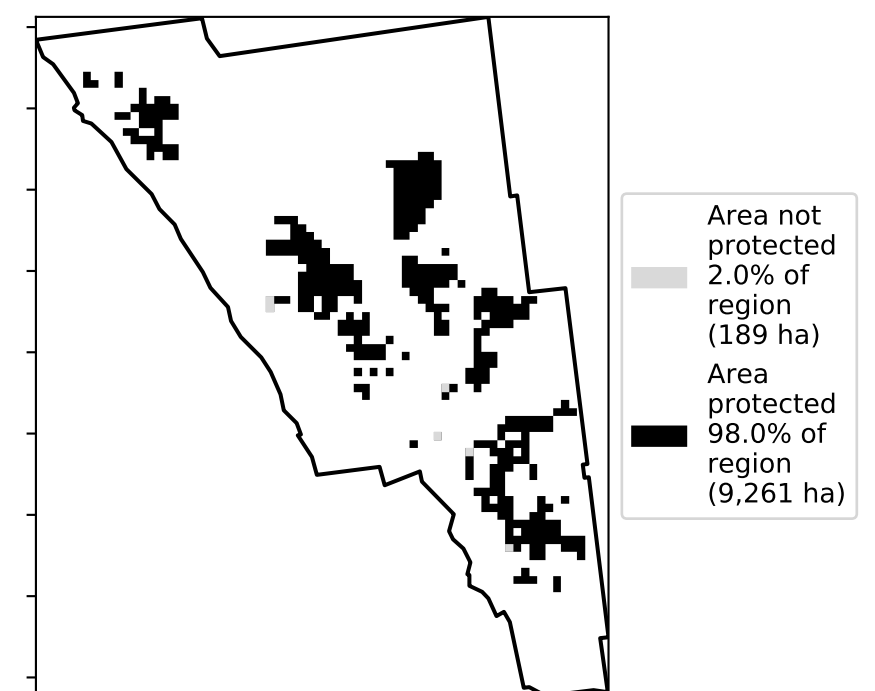 Area not
protected
2.0% of
region
(189 ha)
Area
protected
98.0% of
region
(9,261 ha)